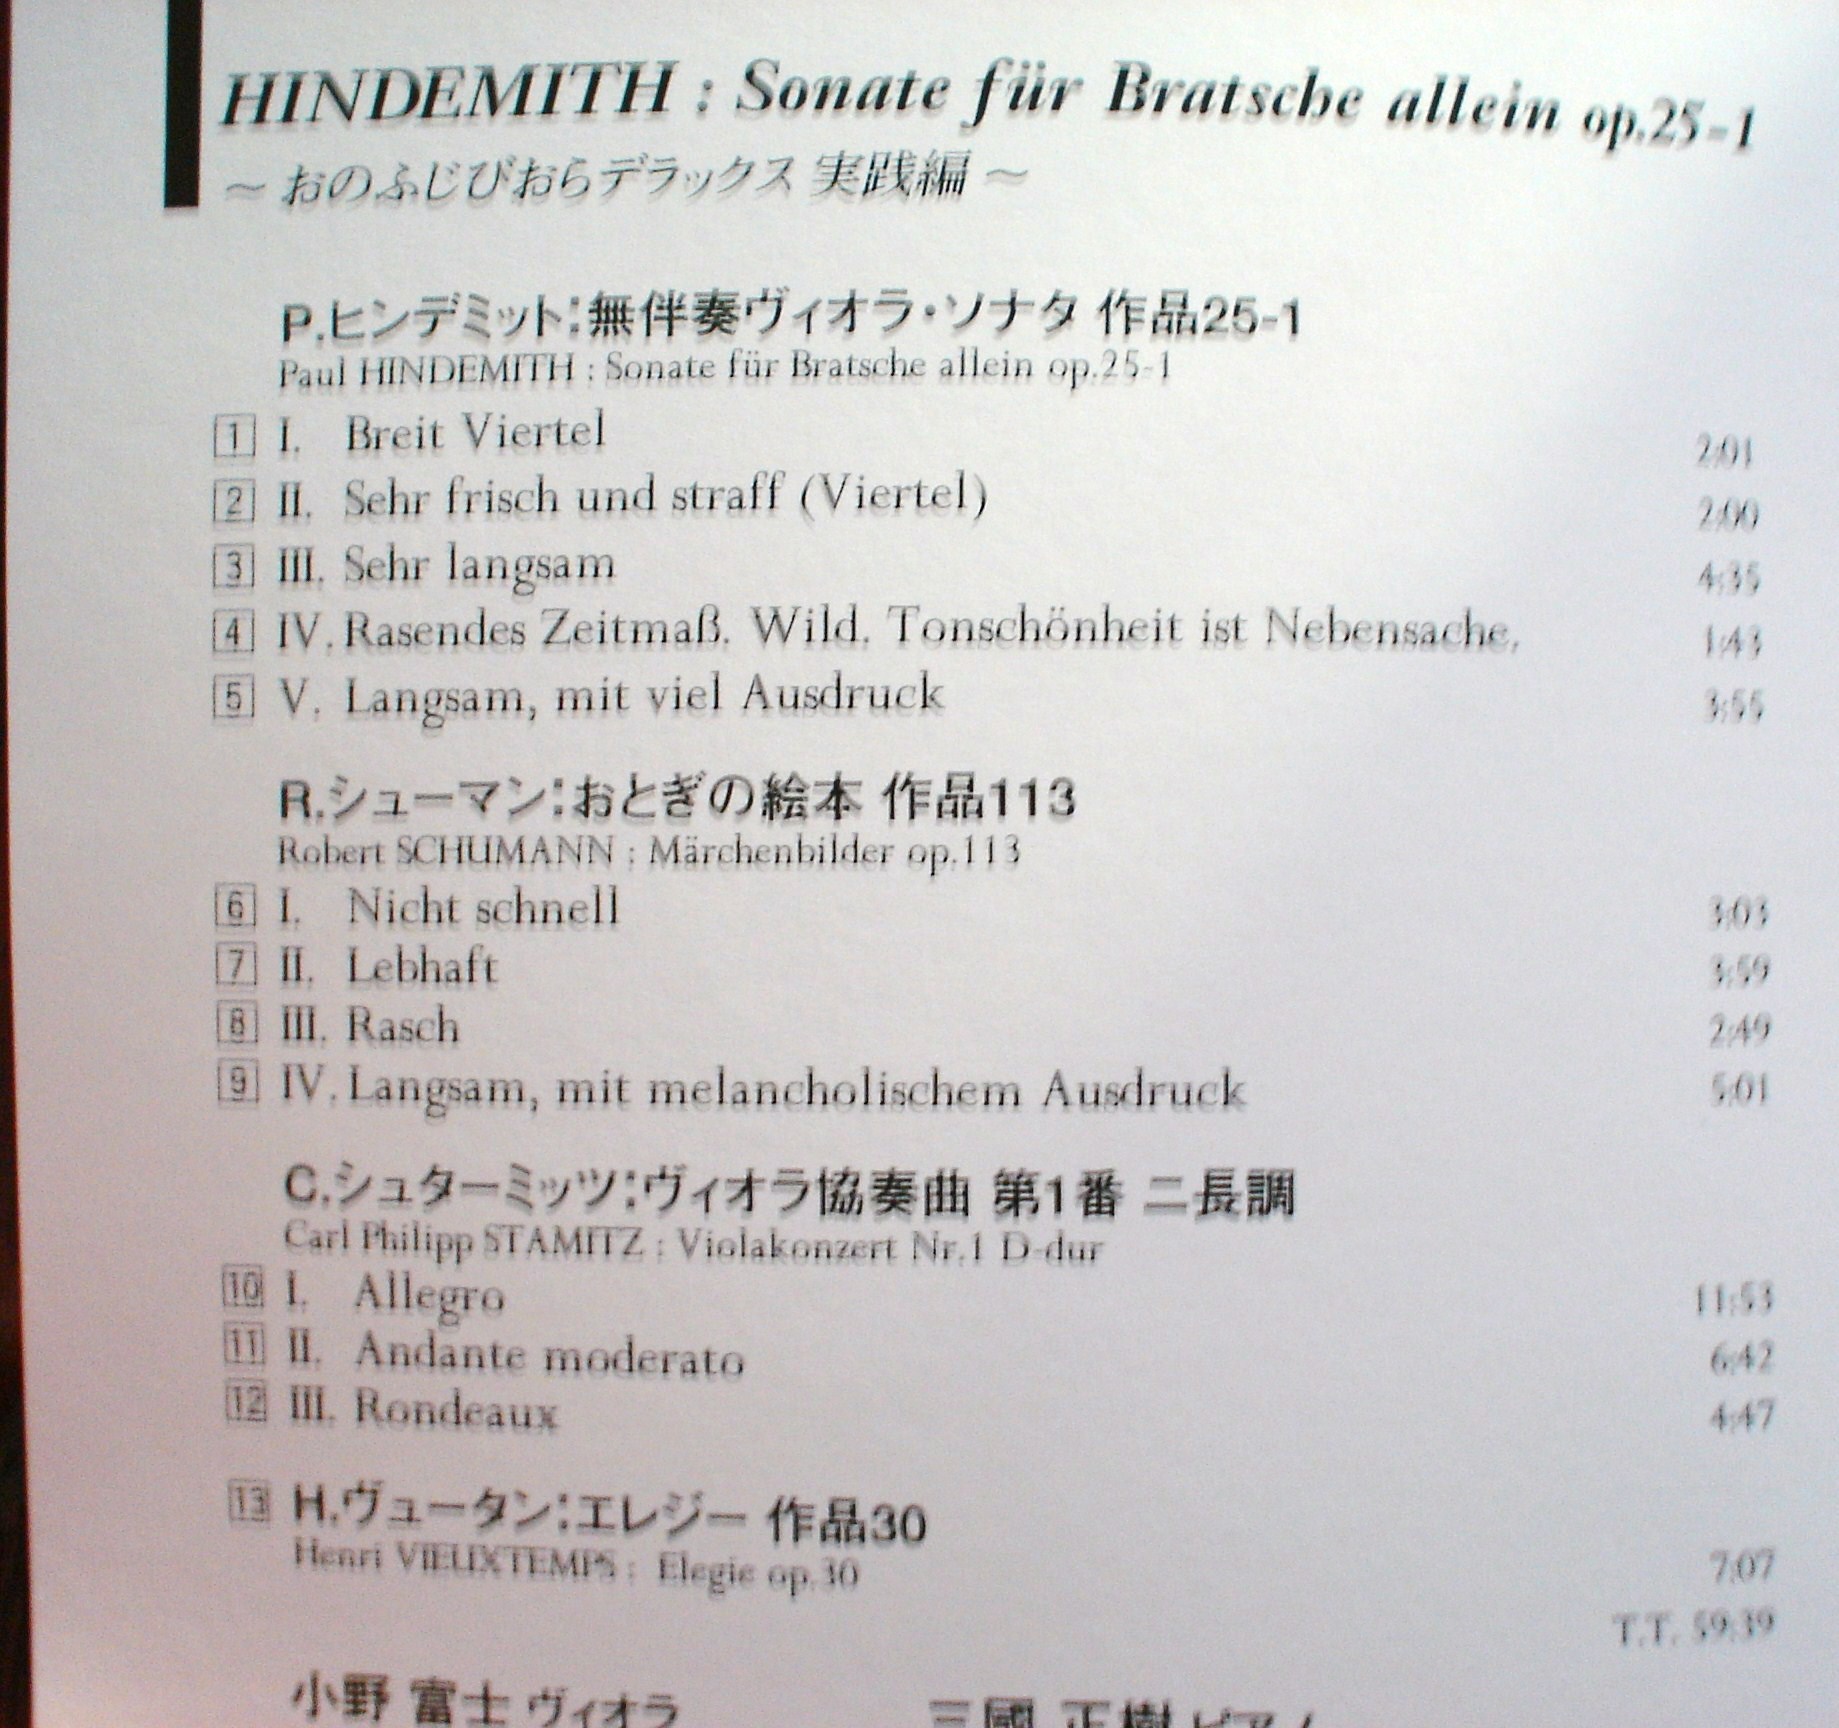 HINDEMITH : Sonate für Bratsche allein op.25-1
～ おのふじびおらデラックス 実践編 ～
P.ヒンデミット:無伴奏ヴィオラ・ソナタ 作品25-1
Paul HINDEMITH : Sonate für Bratsche allein op.25-1
1 I. Breit Viertel 2:01
2 II. Sehr frisch und straff (Viertel) 2:00
3 III. Sehr langsam 4:35
4 IV. Rasendes Zeitmaß. Wild. Tonschönheit ist Nebensache. 1:43
5 V. Langsam, mit viel Ausdruck 3:55
R.シューマン:おとぎの絵本 作品113
Robert SCHUMANN : Märchenbilder op.113
6 I. Nicht schnell 3:03
7 II. Lebhaft 3:59
8 III. Rasch 2:49
9 IV. Langsam, mit melancholischem Ausdruck 5:01
C.シュターミッツ:ヴィオラ協奏曲 第1番 ニ長調
Carl Philipp STAMITZ : Violakonzert Nr.1 D-dur
10 I. Allegro 11:53
11 II. Andante moderato 6:42
12 III. Rondeaux 4:47
13 H.ヴュータン:エレジー 作品30
Henri VIEUXTEMPS : Elegie op.30 7:07
T.T. 59:39
小野 富士 ヴィオラ 三國 正樹 ピアノ